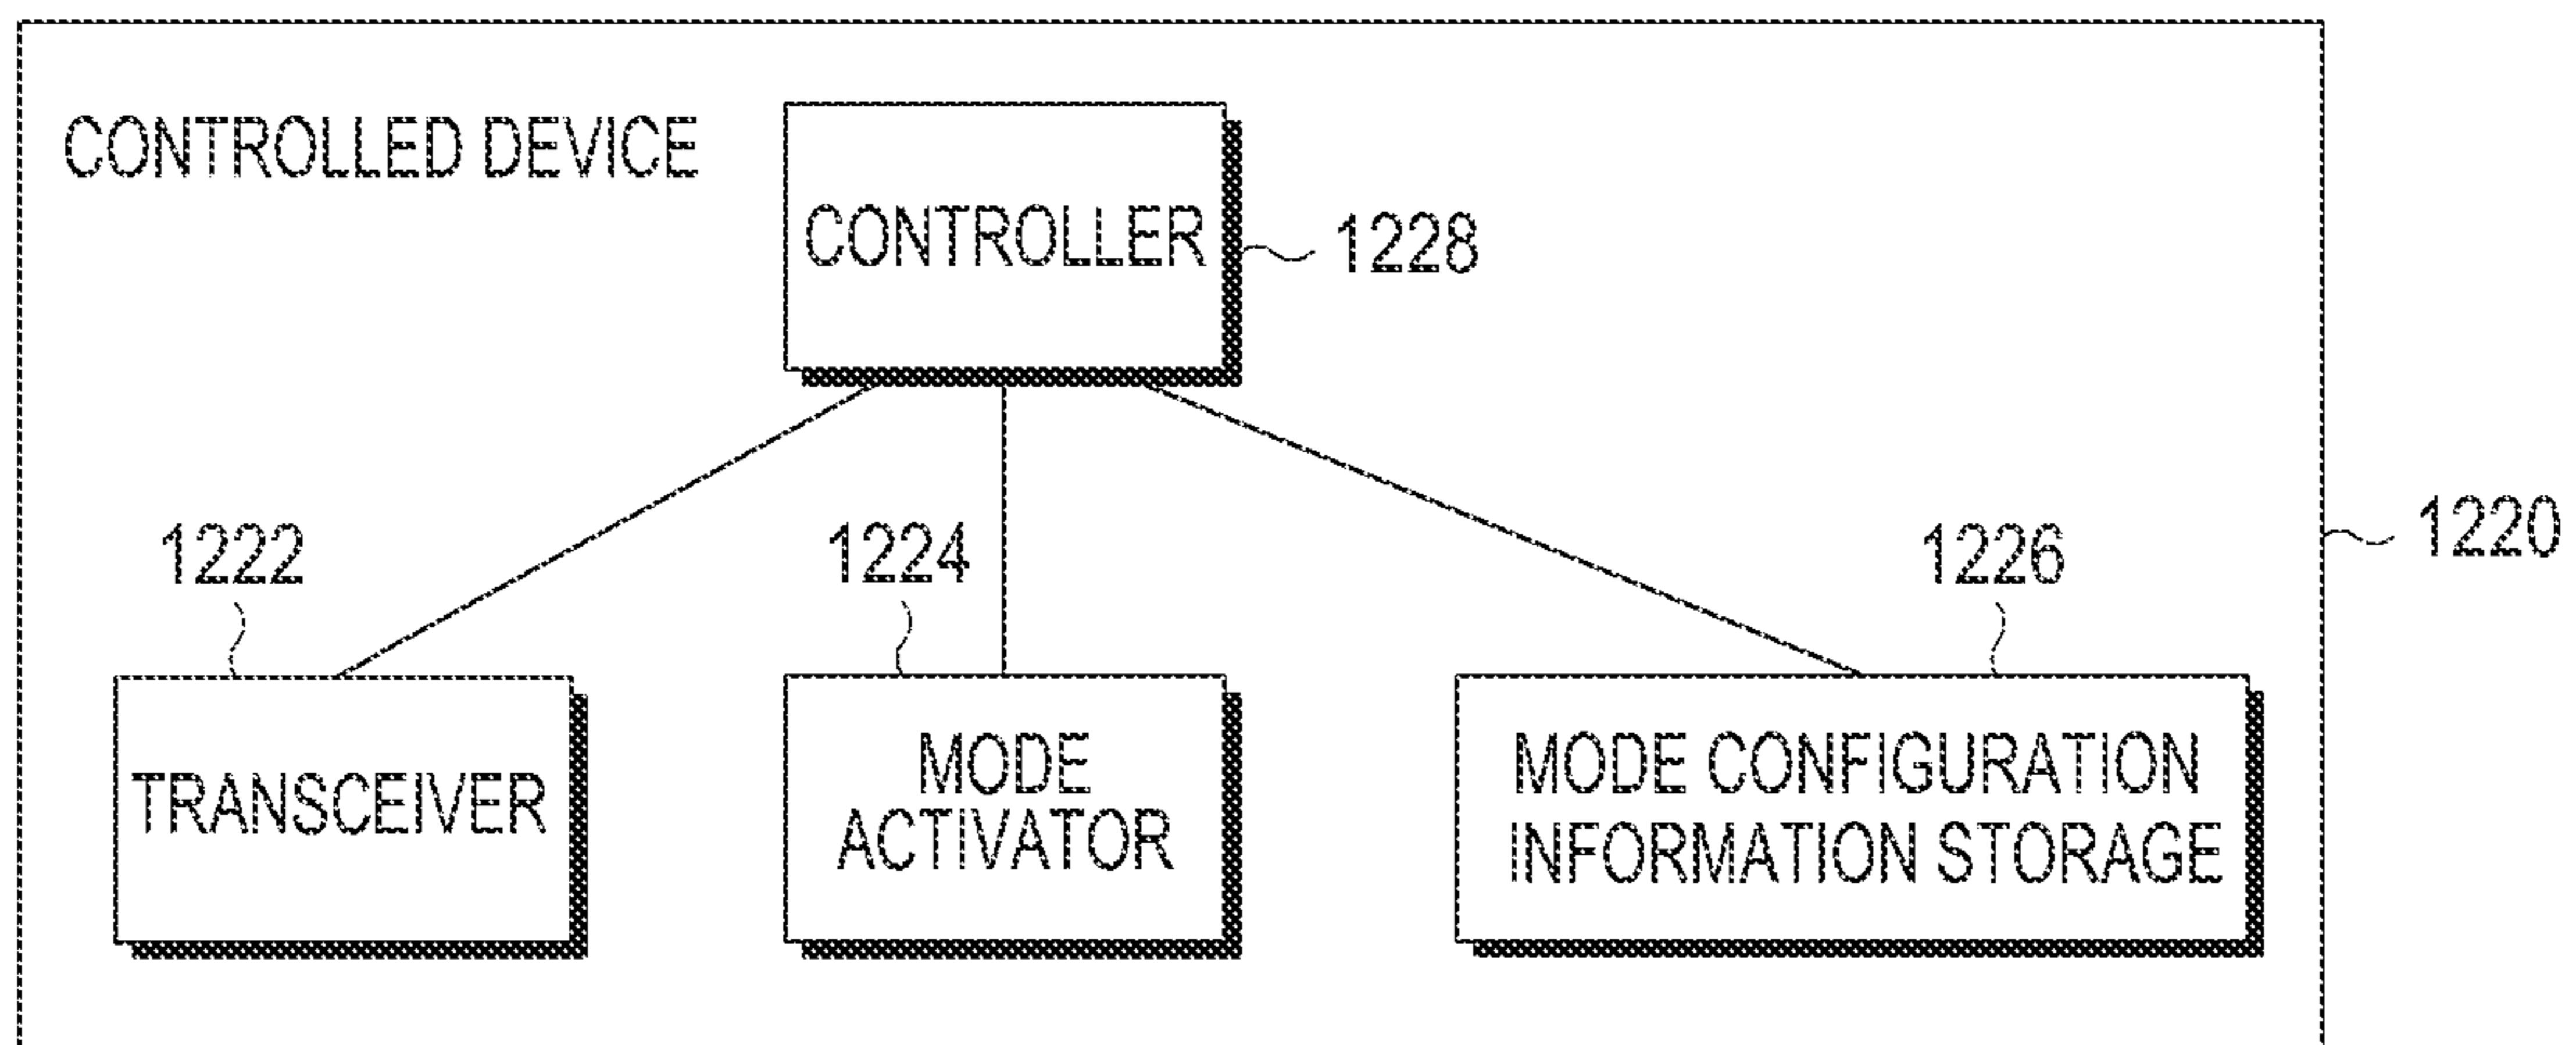 CONTROLLED DEVICE
CONTROLLER
1228
1220
1222
1224
1226
TRANSCEIVER
MODE
ACTIVATOR
MODE CONFIGURATION
INFORMATION STORAGE